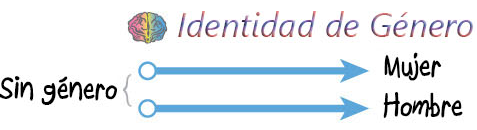 Identidad de Género
Mujer
Sin género
Hombre